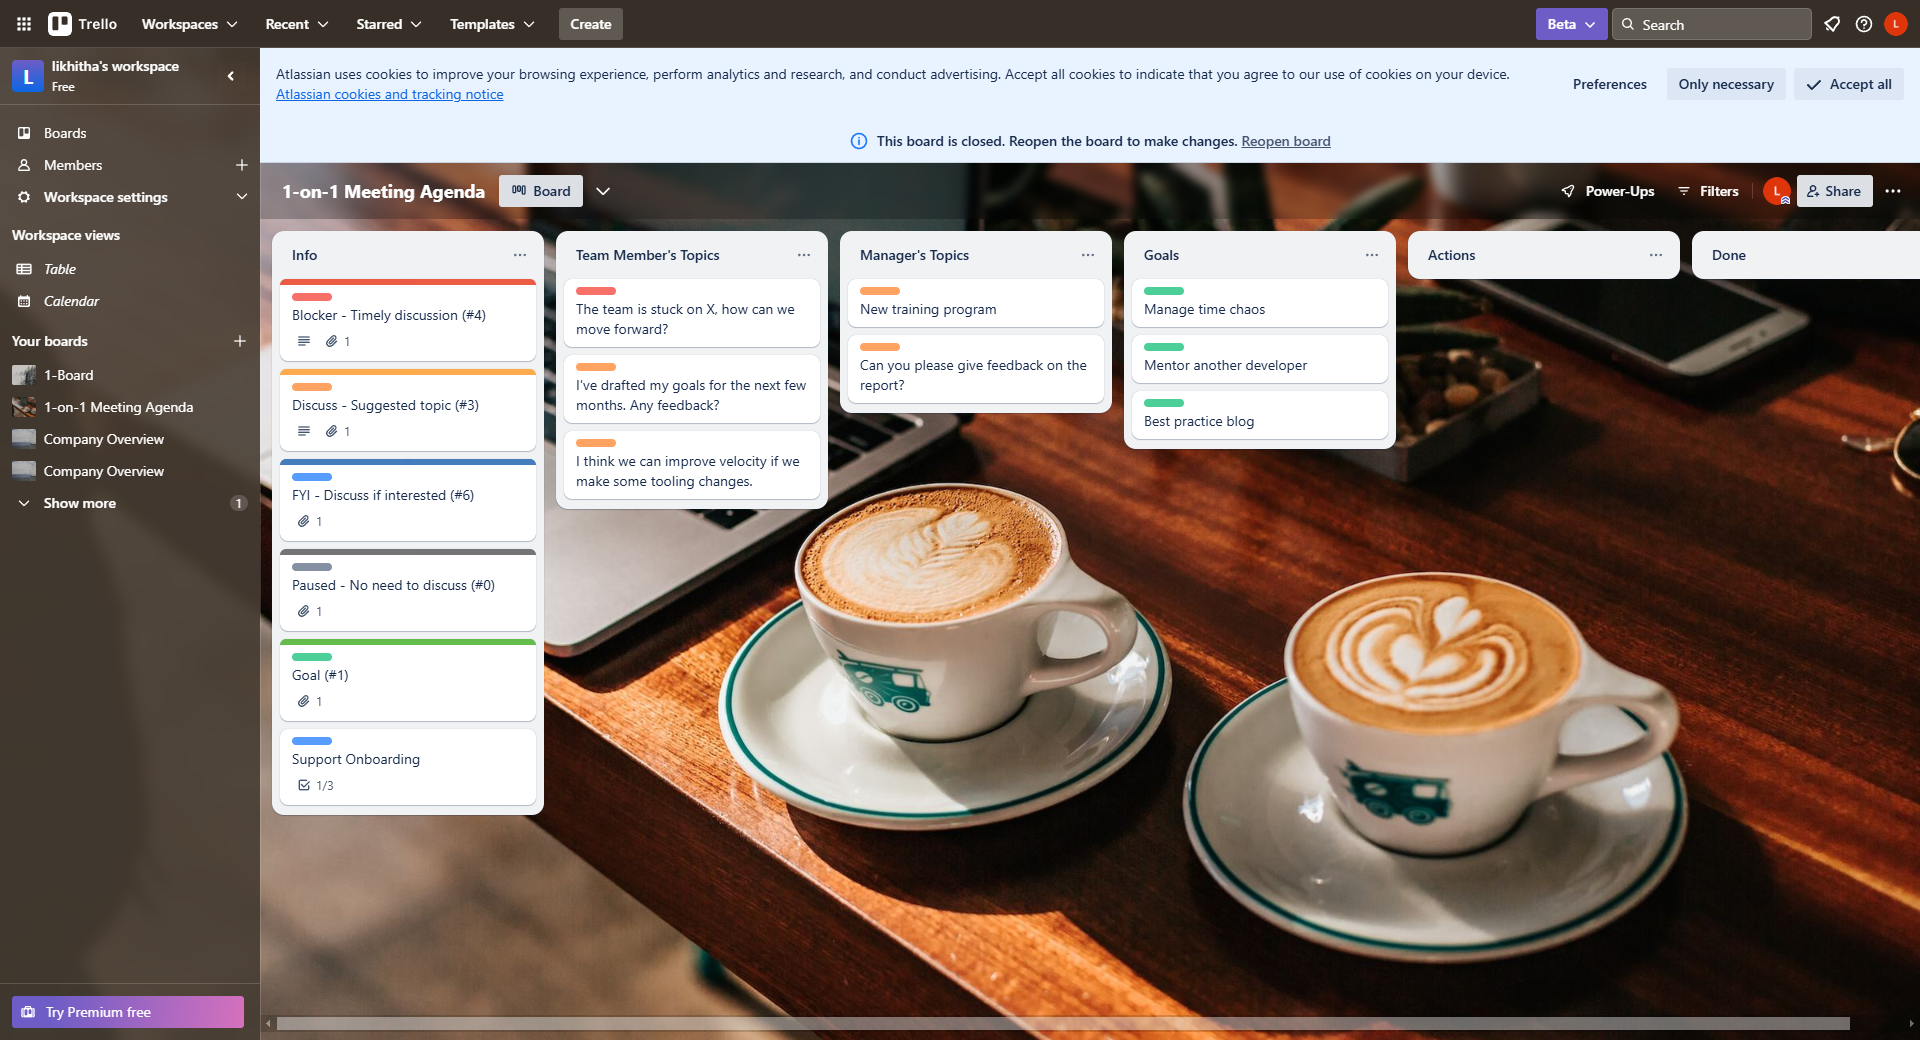 Trello
Workspaces
Recent
Starred
Templates
Create
Beta
Search
L
L
likhitha's workspace
Free
Boards
Members
Workspace settings
Workspace views
Table
Calendar
Your boards
1-Board
1-on-1 Meeting Agenda
Company Overview
Company Overview
Show more
1
Try Premium free
Atlassian uses cookies to improve your browsing experience, perform analytics and research, and conduct advertising. Accept all cookies to indicate that you agree to our use of cookies on your device.
Atlassian cookies and tracking notice
Preferences
Only necessary
Accept all
This board is closed. Reopen the board to make changes. Reopen board
1-on-1 Meeting Agenda
Board
Power-Ups
Filters
L
Share
Info
Blocker - Timely discussion (#4)
1
Discuss - Suggested topic (#3)
1
FYI - Discuss if interested (#6)
1
Paused - No need to discuss (#0)
1
Goal (#1)
1
Support Onboarding
1/3
Team Member's Topics
The team is stuck on X, how can we
move forward?
I've drafted my goals for the next few
months. Any feedback?
I think we can improve velocity if we
make some tooling changes.
Manager's Topics
New training program
Can you please give feedback on the
report?
Goals
Manage time chaos
Mentor another developer
Best practice blog
Actions
Done